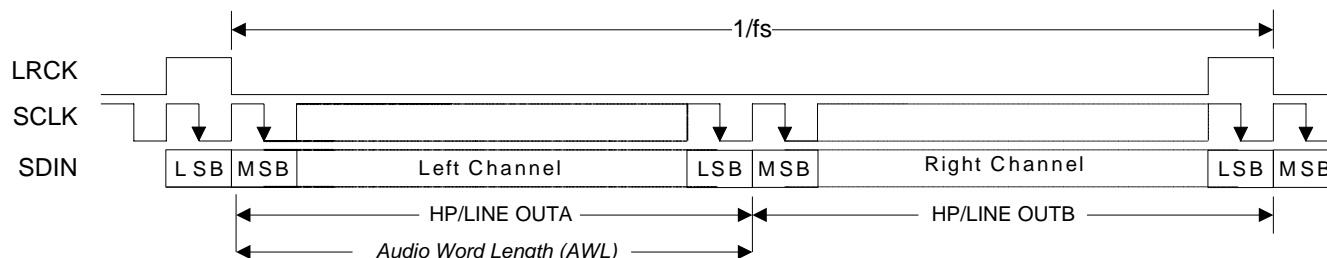 1/fs
LRCK
SCLK
SDIN
LSB MSB Left Channel LSB MSB Right Channel LSB MSB
HP/LINE OUTA HP/LINE OUTB
Audio Word Length (AWL)